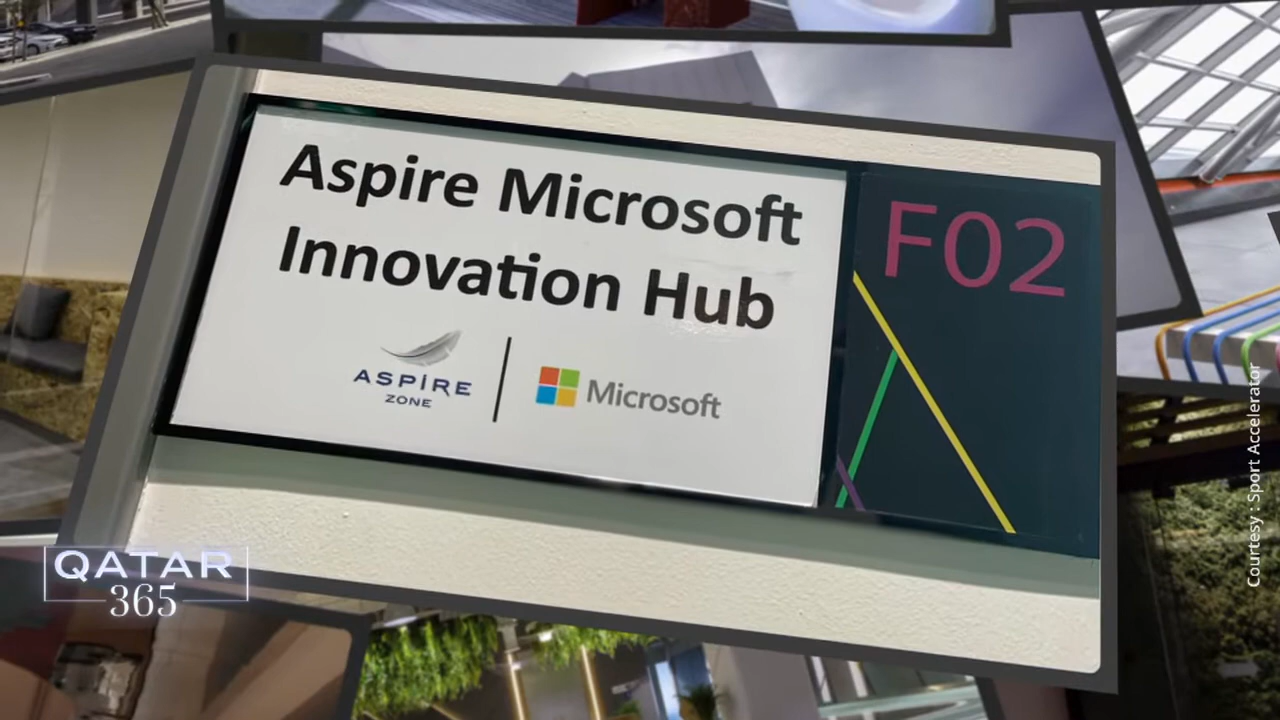 Aspire Microsoft
Innovation Hub
ASPIRE
ZONE
Microsoft
F02
QATAR
365
Courtesy : Sport Accelerator